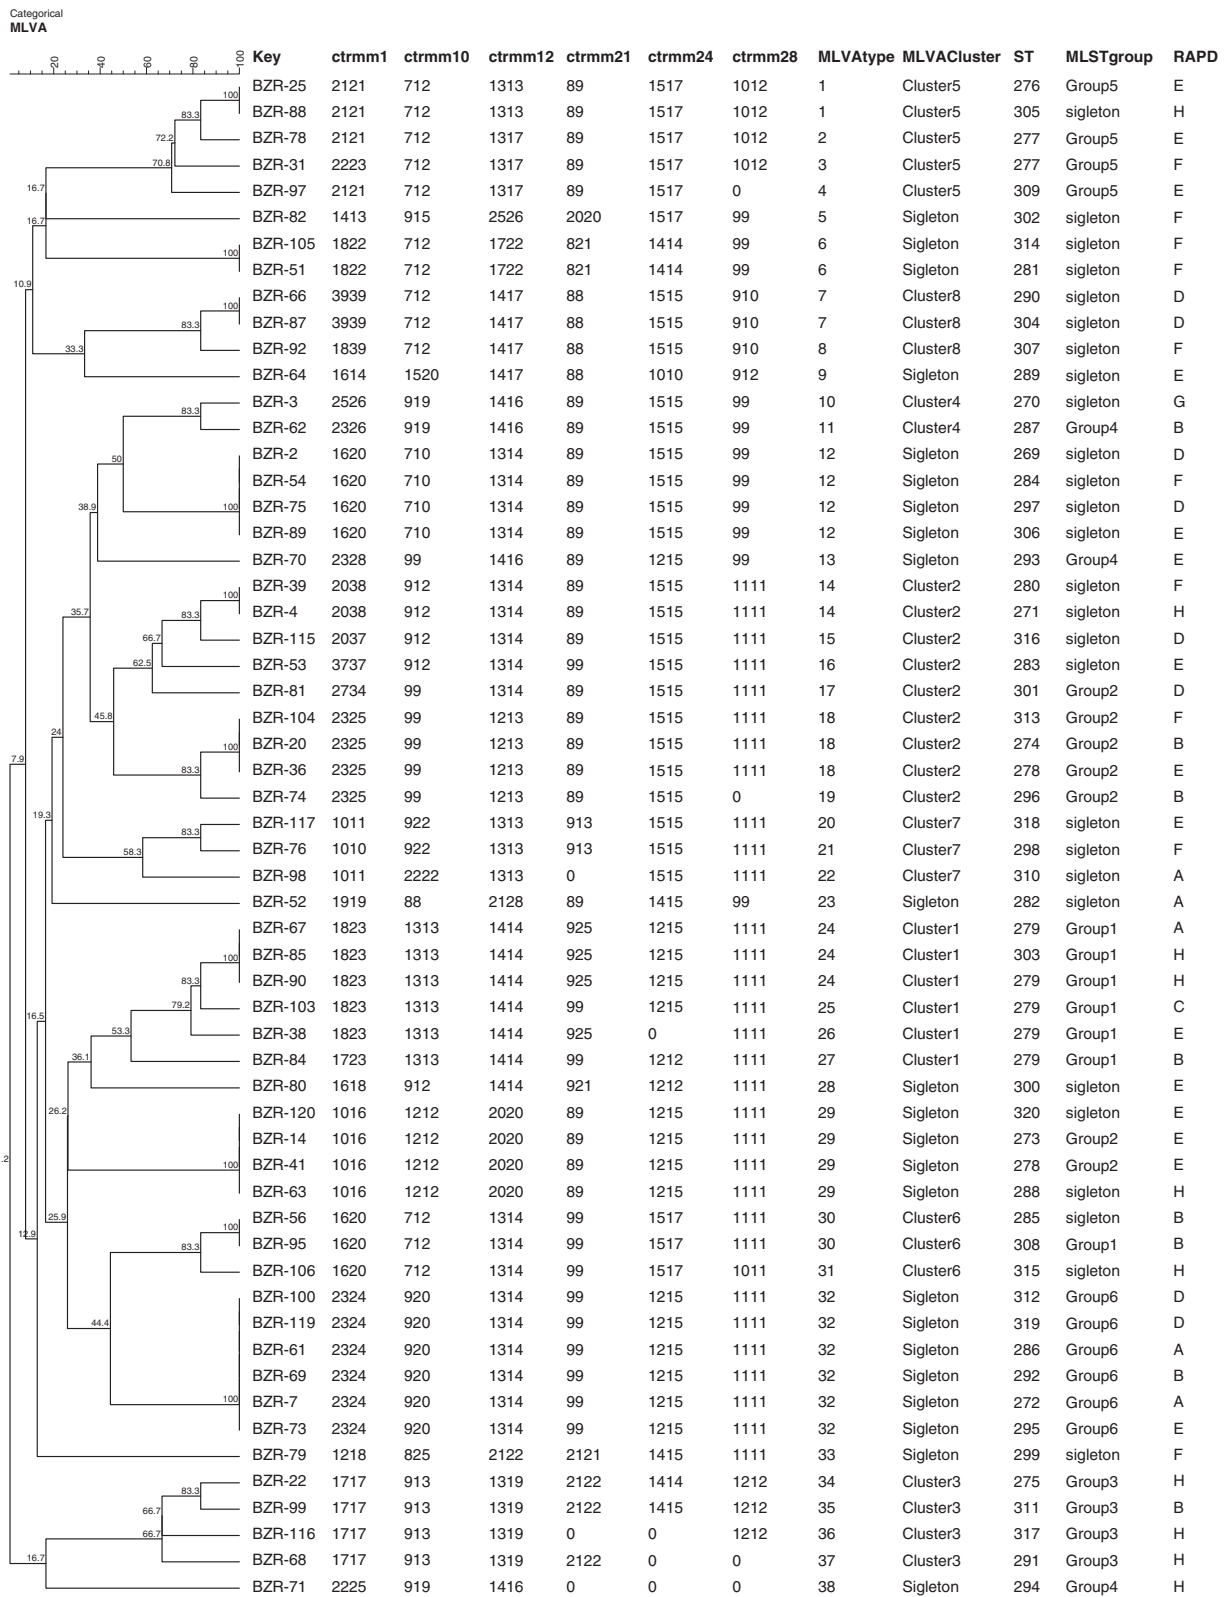 Categorical
MLVA
20 40 60 80 100
Key ctrmm1 ctrmm10 ctrmm12 ctrmm21 ctrmm24 ctrmm28 MLVAtype MLVACluster ST MLSTgroup RAPD
100 BZR-25 2121 712 1313 89 1517 1012 1 Cluster5 276 Group5 E
83.3 BZR-88 2121 712 1313 89 1517 1012 1 Cluster5 305 singleton H
72.2 BZR-78 2121 712 1317 89 1517 1012 2 Cluster5 277 Group5 E
70.8 BZR-31 2223 712 1317 89 1517 1012 3 Cluster5 277 Group5 F
16.7 BZR-97 2121 712 1317 89 1517 0 4 Cluster5 309 Group5 E
16.7 BZR-82 1413 915 2526 2020 1517 99 5 Sigleton 302 sigleton F
BZR-105 1822 712 1722 821 1414 99 6 Sigleton 314 sigleton F
100 BZR-51 1822 712 1722 821 1414 99 6 Sigleton 281 sigleton F
10.9 BZR-66 3939 712 1417 88 1515 910 7 Cluster8 290 sigleton D
100 83.3 BZR-87 3939 712 1417 88 1515 910 7 Cluster8 304 sigleton D
33.3 BZR-92 1839 712 1417 88 1515 910 8 Cluster8 307 sigleton F
BZR-64 1614 1520 1417 88 1010 912 9 Sigleton 289 sigleton E
83.3 BZR-3 2526 919 1416 89 1515 99 10 Cluster4 270 sigleton G
BZR-62 2326 919 1416 89 1515 99 11 Cluster4 287 Group4 B
50 BZR-2 1620 710 1314 89 1515 99 12 Sigleton 269 sigleton D
BZR-54 1620 710 1314 89 1515 99 12 Sigleton 284 sigleton F
38.9 100 BZR-75 1620 710 1314 89 1515 99 12 Sigleton 297 sigleton D
BZR-89 1620 710 1314 89 1515 99 12 Sigleton 306 sigleton E
BZR-70 2328 99 1416 89 1215 99 13 Sigleton 293 Group4 E
100 BZR-39 2038 912 1314 89 1515 1111 14 Cluster2 280 sigleton F
35.7 83.3 BZR-4 2038 912 1314 89 1515 1111 14 Cluster2 271 sigleton H
66.7 BZR-115 2037 912 1314 89 1515 1111 15 Cluster2 316 sigleton D
62.5 BZR-53 3737 912 1314 99 1515 1111 16 Cluster2 283 sigleton E
BZR-81 2734 99 1314 89 1515 1111 17 Cluster2 301 Group2 D
45.8 BZR-104 2325 99 1213 89 1515 1111 18 Cluster2 313 Group2 F
24 100 BZR-20 2325 99 1213 89 1515 1111 18 Cluster2 274 Group2 B
7.9 83.3 BZR-36 2325 99 1213 89 1515 1111 18 Cluster2 278 Group2 E
BZR-74 2325 99 1213 89 1515 0 19 Cluster2 296 Group2 B
19.3 83.3 BZR-117 1011 922 1313 913 1515 1111 20 Cluster7 318 sigleton E
58.3 BZR-76 1010 922 1313 913 1515 1111 21 Cluster7 298 sigleton F
BZR-98 1011 2222 1313 0 1515 1111 22 Cluster7 310 sigleton A
BZR-52 1919 88 2128 89 1415 99 23 Sigleton 282 sigleton A
BZR-67 1823 1313 1414 925 1215 1111 24 Cluster1 279 Group1 A
100 BZR-85 1823 1313 1414 925 1215 1111 24 Cluster1 303 Group1 H
83.3 BZR-90 1823 1313 1414 925 1215 1111 24 Cluster1 279 Group1 H
79.2 BZR-103 1823 1313 1414 99 1215 1111 25 Cluster1 279 Group1 C
16.5 53.3 BZR-38 1823 1313 1414 925 0 1111 26 Cluster1 279 Group1 E
36.1 BZR-84 1723 1313 1414 99 1212 1111 27 Cluster1 279 Group1 B
BZR-80 1618 912 1414 921 1212 1111 28 Sigleton 300 sigleton E
26.2 BZR-120 1016 1212 2020 89 1215 1111 29 Sigleton 320 sigleton E
BZR-14 1016 1212 2020 89 1215 1111 29 Sigleton 273 Group2 E
.2 100 BZR-41 1016 1212 2020 89 1215 1111 29 Sigleton 278 Group2 E
BZR-63 1016 1212 2020 89 1215 1111 29 Sigleton 288 sigleton H
25.9 100 BZR-56 1620 712 1314 99 1517 1111 30 Cluster6 285 sigleton B
12.9 83.3 BZR-95 1620 712 1314 99 1517 1111 30 Cluster6 308 Group1 B
BZR-106 1620 712 1314 99 1517 1011 31 Cluster6 315 sigleton H
BZR-100 2324 920 1314 99 1215 1111 32 Sigleton 312 Group6 D
44.4 BZR-119 2324 920 1314 99 1215 1111 32 Sigleton 319 Group6 D
BZR-61 2324 920 1314 99 1215 1111 32 Sigleton 286 Group6 A
BZR-69 2324 920 1314 99 1215 1111 32 Sigleton 292 Group6 B
100 BZR-7 2324 920 1314 99 1215 1111 32 Sigleton 272 Group6 A
BZR-73 2324 920 1314 99 1215 1111 32 Sigleton 295 Group6 E
BZR-79 1218 825 2122 2121 1415 1111 33 Sigleton 299 sigleton F
83.3 BZR-22 1717 913 1319 2122 1414 1212 34 Cluster3 275 Group3 H
66.7 BZR-99 1717 913 1319 2122 1415 1212 35 Cluster3 311 Group3 B
66.7 BZR-116 1717 913 1319 0 0 1212 36 Cluster3 317 Group3 H
16.7 BZR-68 1717 913 1319 2122 0 0 37 Cluster3 291 Group3 H
BZR-71 2225 919 1416 0 0 0 38 Sigleton 294 Group4 H